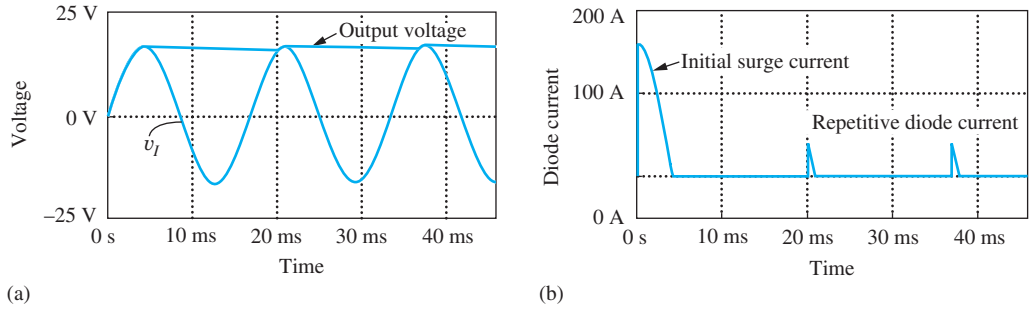 25 V
Output voltage
Voltage
0 V
v_I
–25 V
0 s
10 ms
20 ms
30 ms
40 ms
Time
(a)
200 A
Initial surge current
Diode current
100 A
Repetitive diode current
0 A
0 s
10 ms
20 ms
30 ms
40 ms
Time
(b)